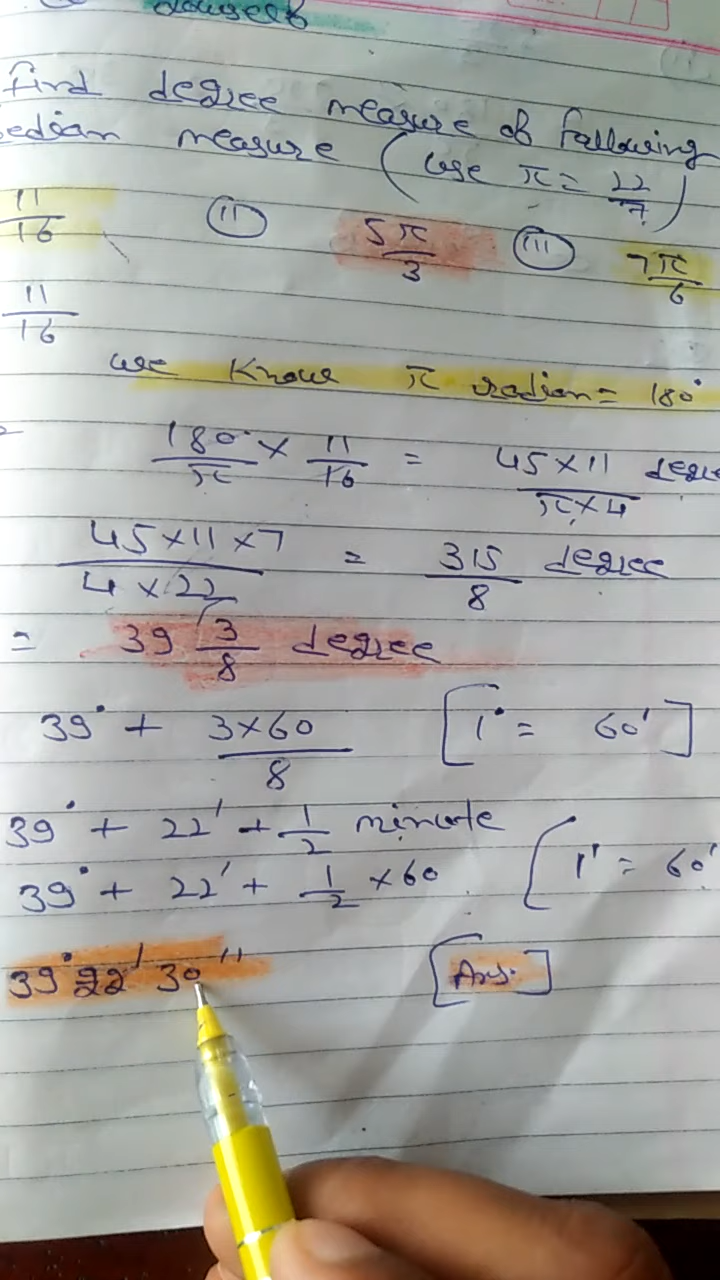 find degree measure of following
edian measure (use π = 22/7)
11/16 (II) 5π/3 (III) 7π/6
11/16
we know π radian = 180°
180°/π × 11/16 = 45×11/π×4 degre
45×11×7/4×22 = 315/8 degree
= 39 3/8 degree
39° + 3×60/8 [1° = 60']
39° + 22' + 1/2 minute
39° + 22' + 1/2 ×60 [1' = 60'
39° 22' 30'' [Ans.]